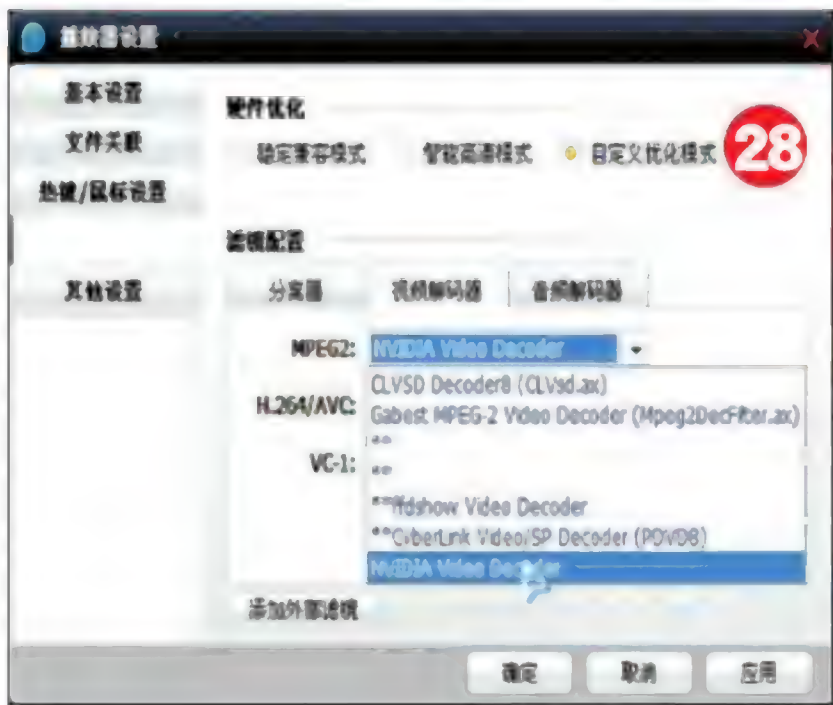 播放器设置
基本设置
文件关联
热键/鼠标设置
其他设置
硬件优化
稳定兼容模式 智能高清模式 自定义优化模式
28
滤镜配置
分离器 视频解码器 音频解码器
MPEG2: NVIDIA Video Decoder
CLVSD Decoder8 (CLVsd.ax)
H.264/AVC:
Gabest MPEG-2 Video Decoder (Mpeg2DecFilter.ax)
**
VC-1: **
**ffdshow Video Decoder
**CyberLink Video/SP Decoder (PDVD8)
NVIDIA Video Decoder
添加外部滤镜
确定 取消 应用